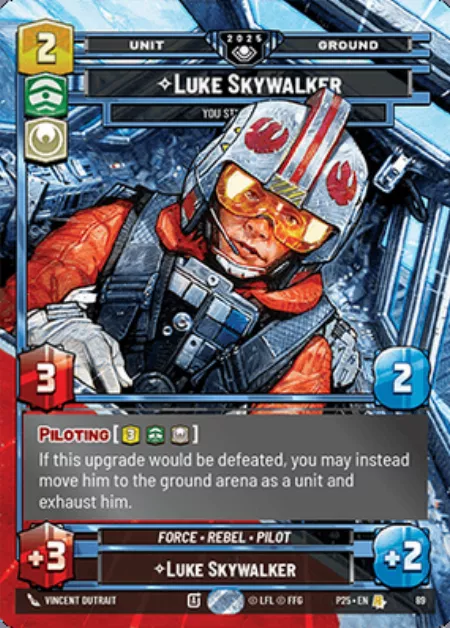 2
UNIT
2025
GROUND
LUKE SKYWALKER
YOU ST
3
2
PILOTING [3]
If this upgrade would be defeated, you may instead
move him to the ground arena as a unit and
exhaust him.
FORCE • REBEL • PILOT
+3
LUKE SKYWALKER
+2
VINCENT DUTRAIT
© LFL © FFG
P25 • EN
89